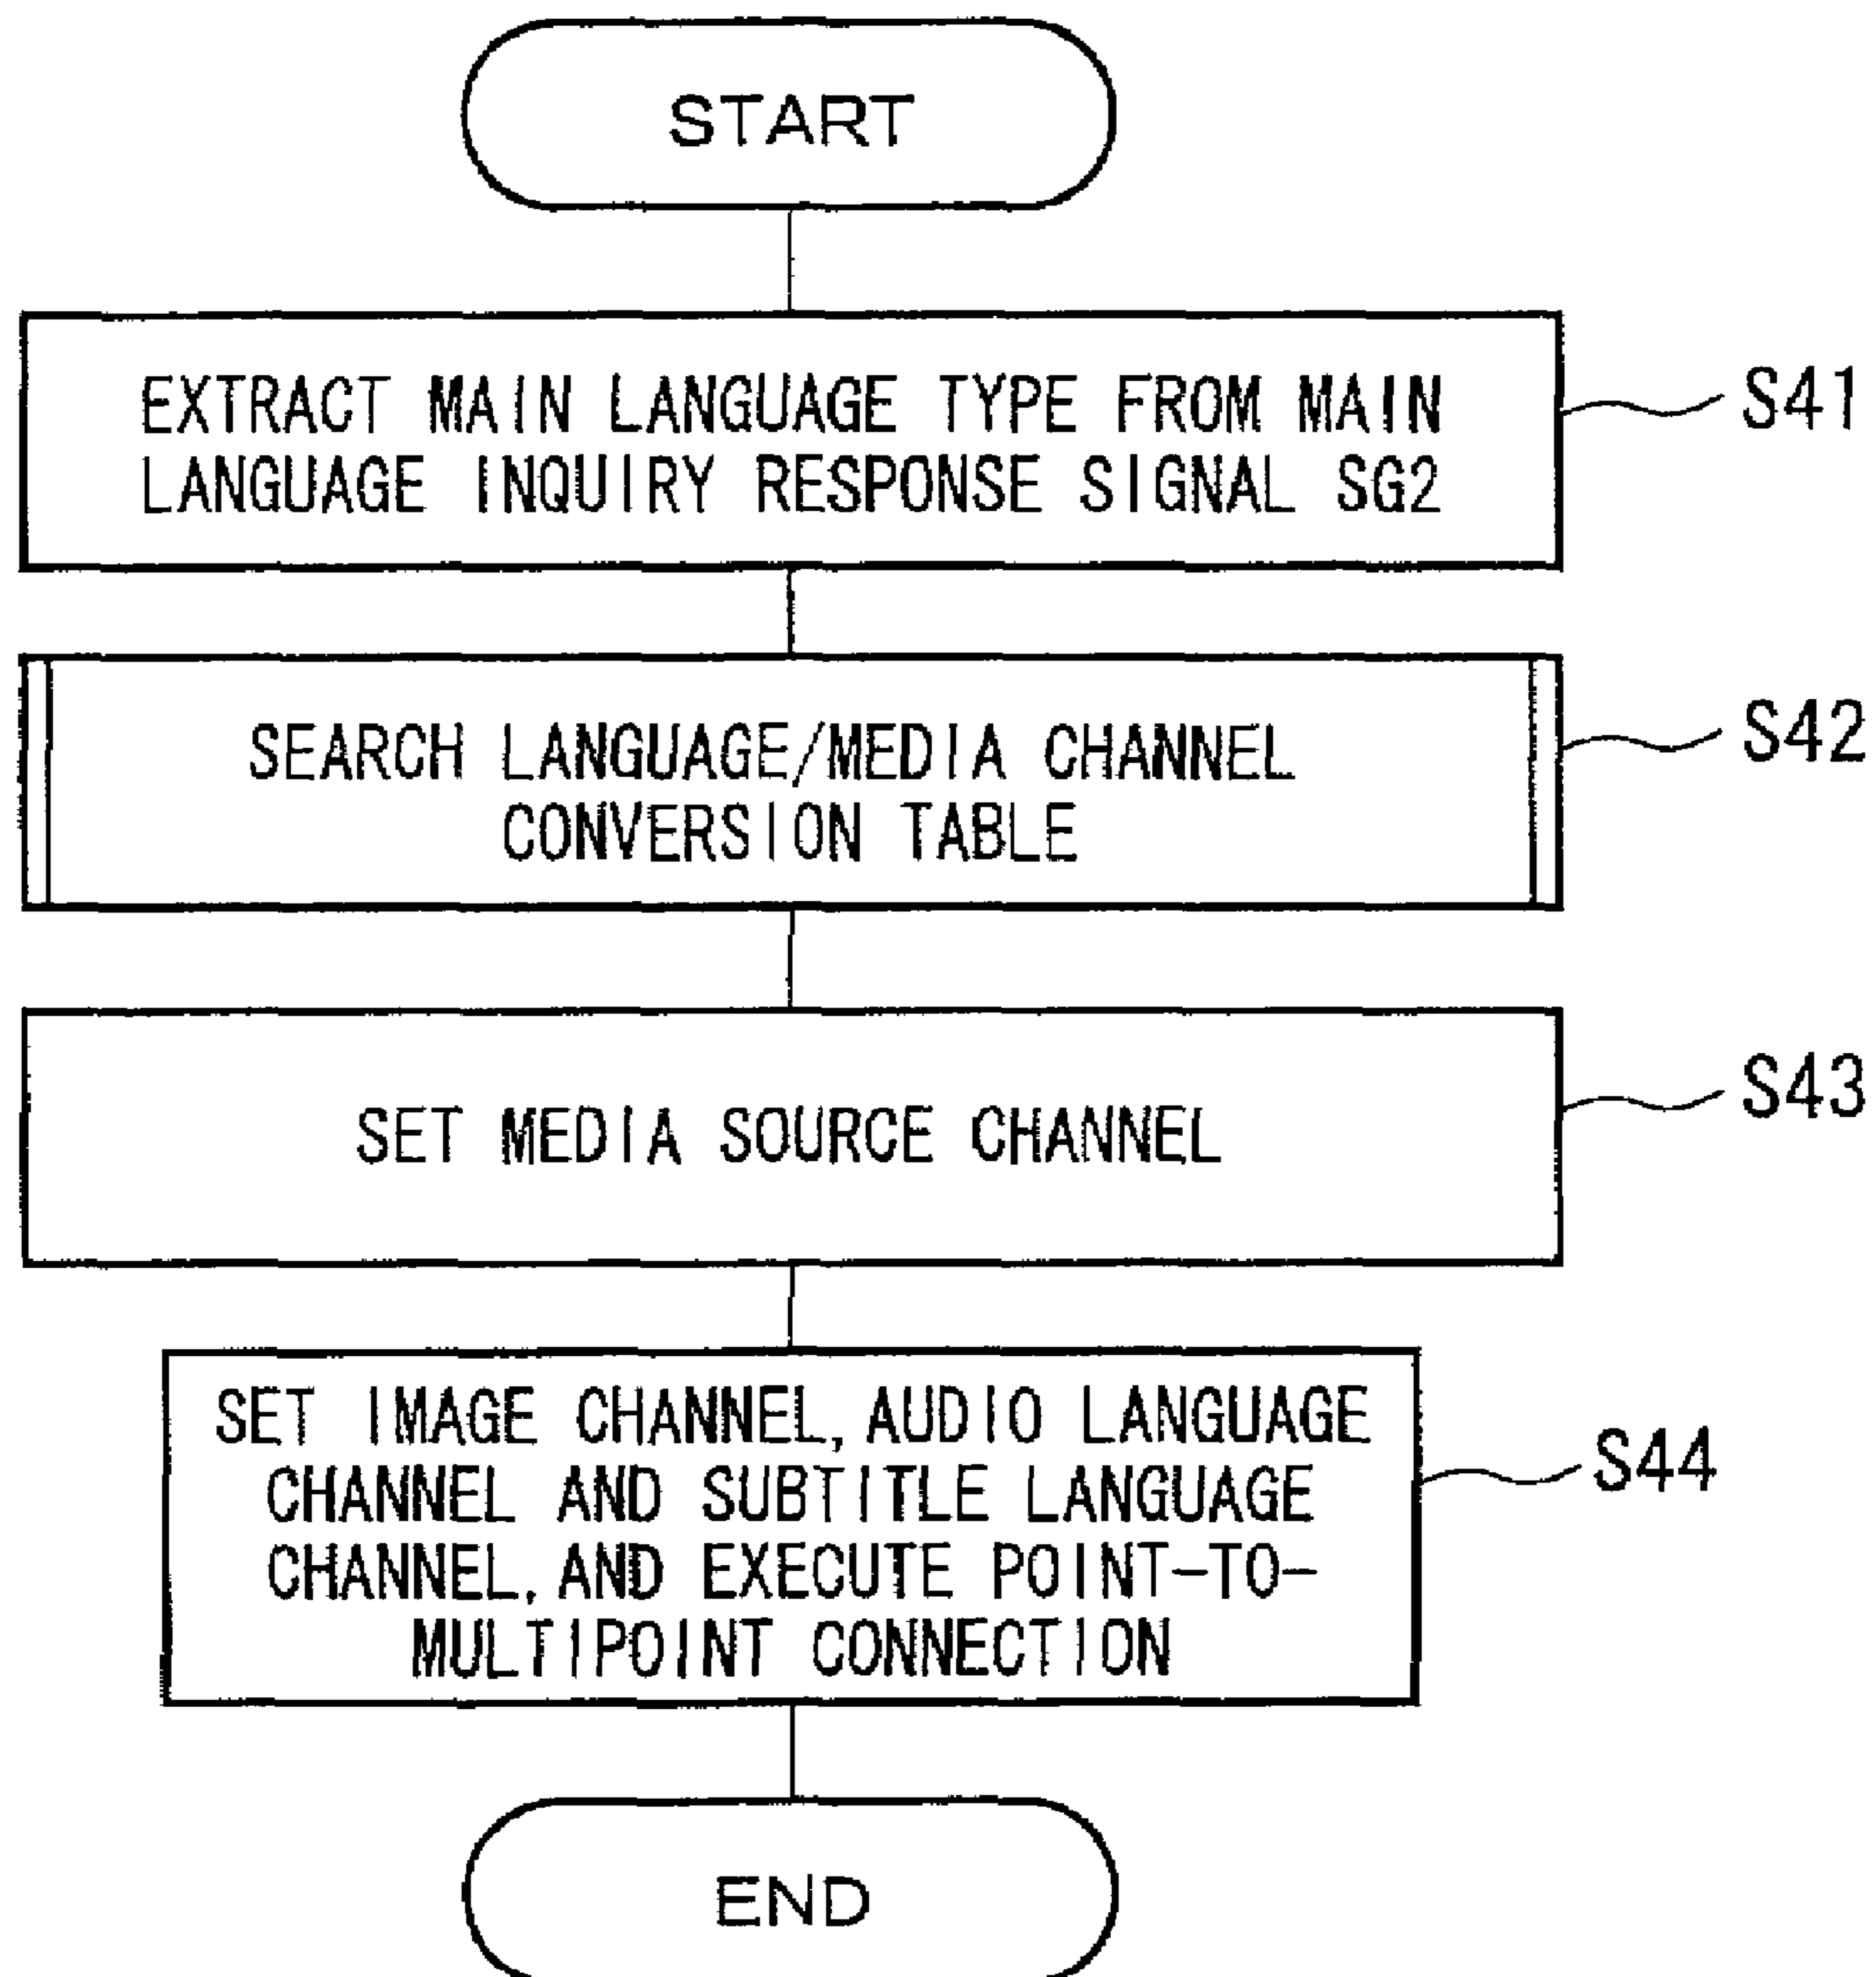 START
EXTRACT MAIN LANGUAGE TYPE FROM MAIN
LANGUAGE INQUIRY RESPONSE SIGNAL SG2
S41
SEARCH LANGUAGE/MEDIA CHANNEL
CONVERSION TABLE
S42
SET MEDIA SOURCE CHANNEL
S43
SET IMAGE CHANNEL, AUDIO LANGUAGE
CHANNEL AND SUBTITLE LANGUAGE
CHANNEL, AND EXECUTE POINT-TO-
MULTIPOINT CONNECTION
S44
END